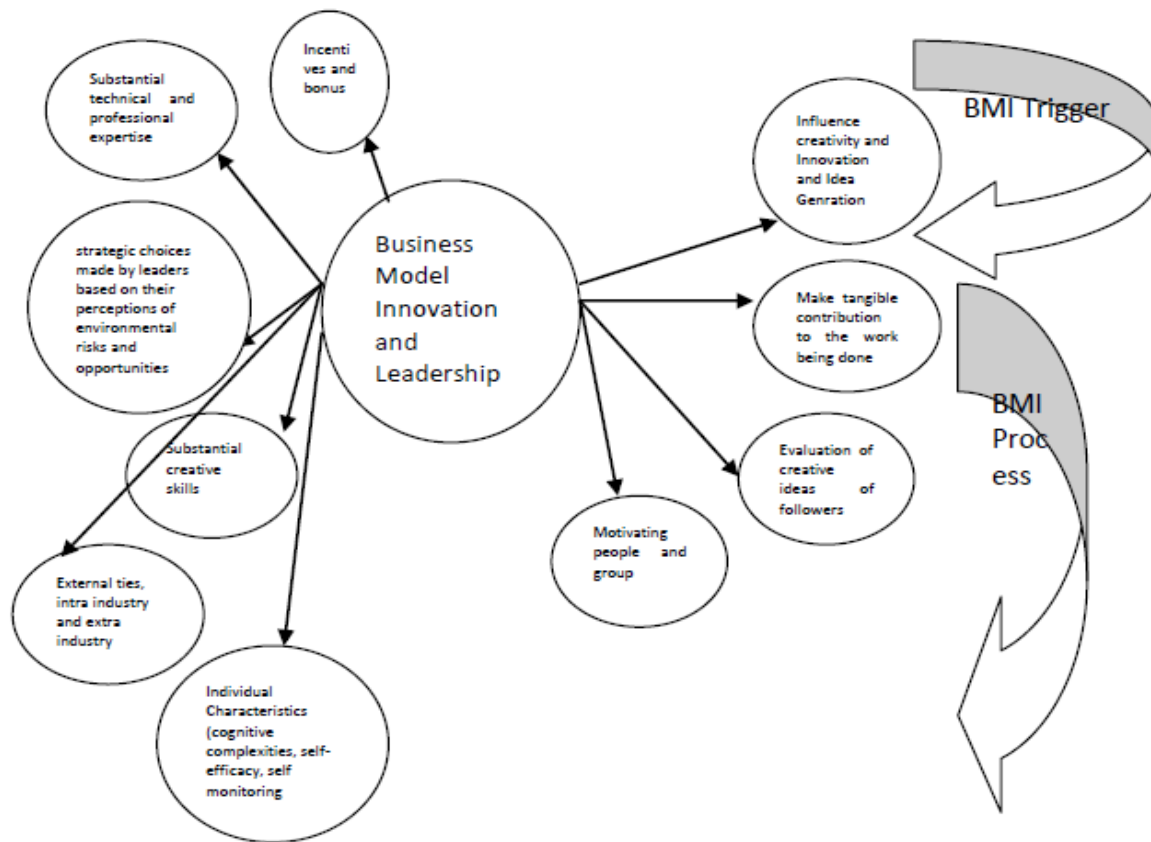 Incenti
ves and
bonus
Substantial
technical and
professional
expertise
BMI Trigger
Influence
creativity and
Innovation
and Idea
Genration
strategic choices
made by leaders
based on their
perceptions of
environmental
risks and
opportunities
Business
Model
Innovation
and
Leadership
Make tangible
contribution
to the work
being done
BMI
Proc
ess
Substantial
creative
skills
Evaluation of
creative
ideas of
followers
Motivating
people and
group
External ties,
intra industry
and extra
industry
Individual
Characteristics
(cognitive
complexities, self-
efficacy, self
monitoring